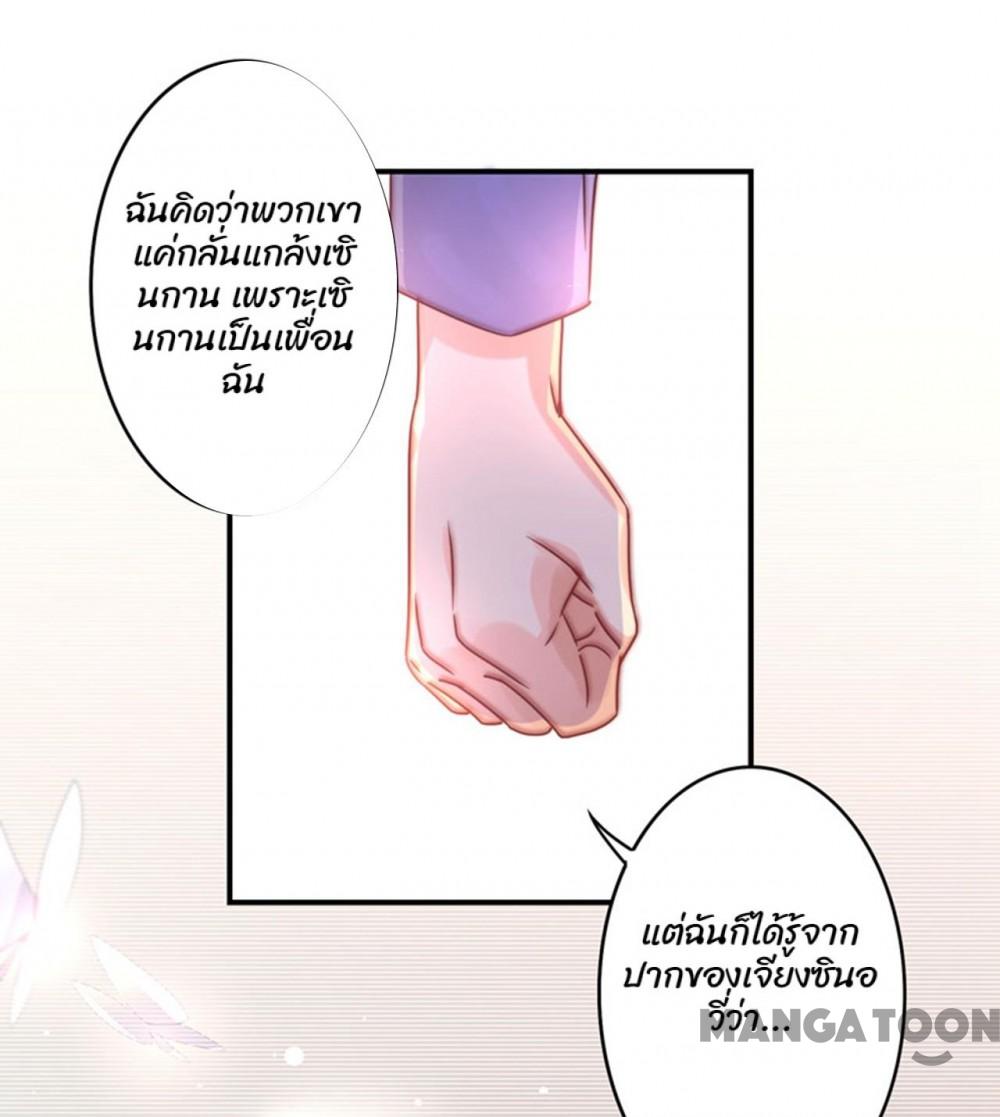 ฉันคิดว่าพวกเขา
แค่กลั่นแกล้งเซิ
นกาน เพราะเซิ
นกานเป็นเพื่อน
ฉัน
แต่ฉันก็ได้รู้จาก
ปากของเจียงซินอ
วี่ว่า...
MANGATOON